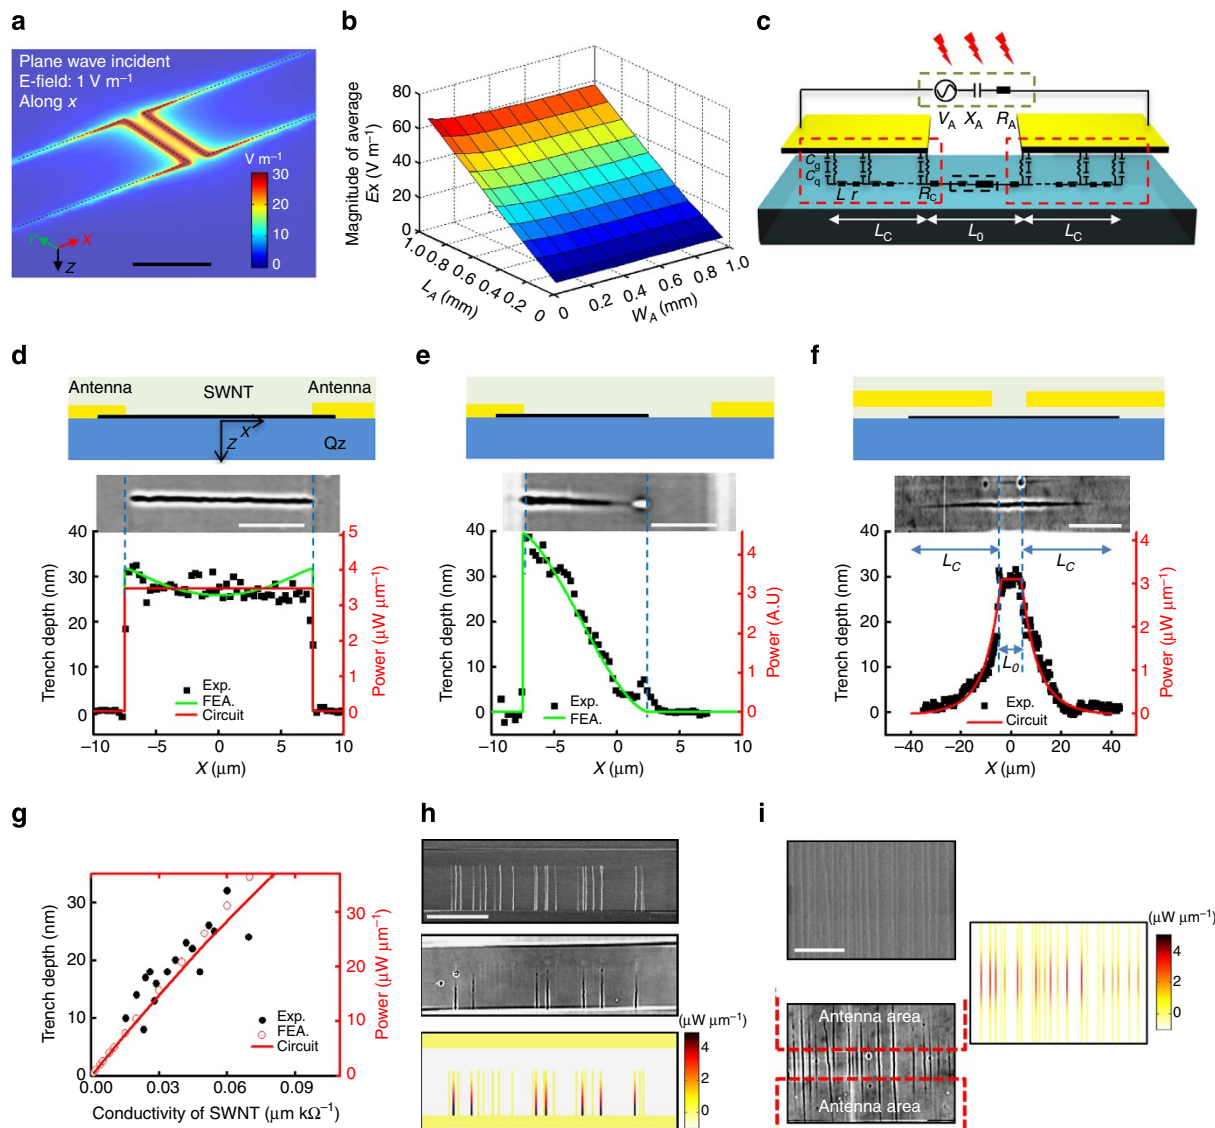 a
Plane wave incident
E-field: 1 V m⁻¹
Along x
V m⁻¹
30
20
10
0
Y
X
Z
b
Magnitude of average
Ex (V m⁻¹)
80
60
40
20
0
1.0
0.8
0.6
0.4
0.2
0
L_A (mm)
0
0.2
0.4
0.6
0.8
1.0
W_A (mm)
c
V_A
X_A
R_A
C_g
C_q
L r
R_C
L_C
L_0
L_C
d
Antenna
SWNT
Antenna
X
Z
Qz
Trench depth (nm)
40
30
20
10
0
Power (μW μm⁻¹)
5
4
3
2
1
0
Exp.
FEA.
Circuit
−10
−5
0
5
10
X (μm)
e
Trench depth (nm)
40
30
20
10
0
Power (A.U)
4
3
2
1
0
Exp.
FEA.
−10
−5
0
5
10
X (μm)
f
Trench depth (nm)
40
30
20
10
0
L_C
L_C
L_0
Power (μW μm⁻¹)
4
3
2
1
0
Exp.
Circuit
−40
−20
0
20
40
X (μm)
g
Trench depth (nm)
30
20
10
0
Power (μW μm⁻¹)
30
20
10
0
Exp.
FEA.
Circuit
0.00
0.03
0.06
0.09
Conductivity of SWNT (μm kΩ⁻¹)
h
(μW μm⁻¹)
4
2
0
i
Antenna area
Antenna area
(μW μm⁻¹)
4
2
0